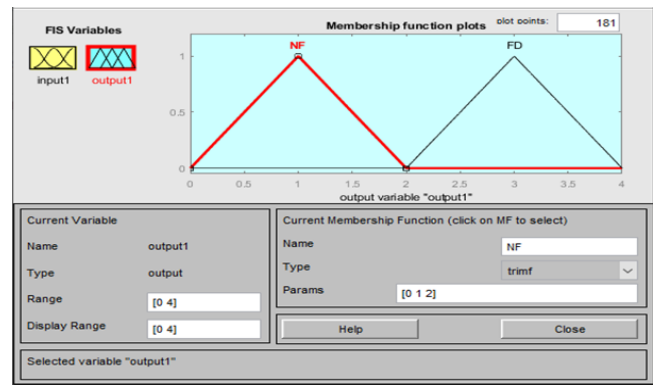 FIS Variables
Membership function plots
plot points:
181
input1
output1
NF
FD
1
0.5
0
0
0.5
1
1.5
2
2.5
3
3.5
4
output variable "output1"
Current Variable
Name
output1
Type
output
Range
[0 4]
Display Range
[0 4]
Current Membership Function (click on MF to select)
Name
NF
Type
trimf
Params
[0 1 2]
Help
Close
Selected variable "output1"